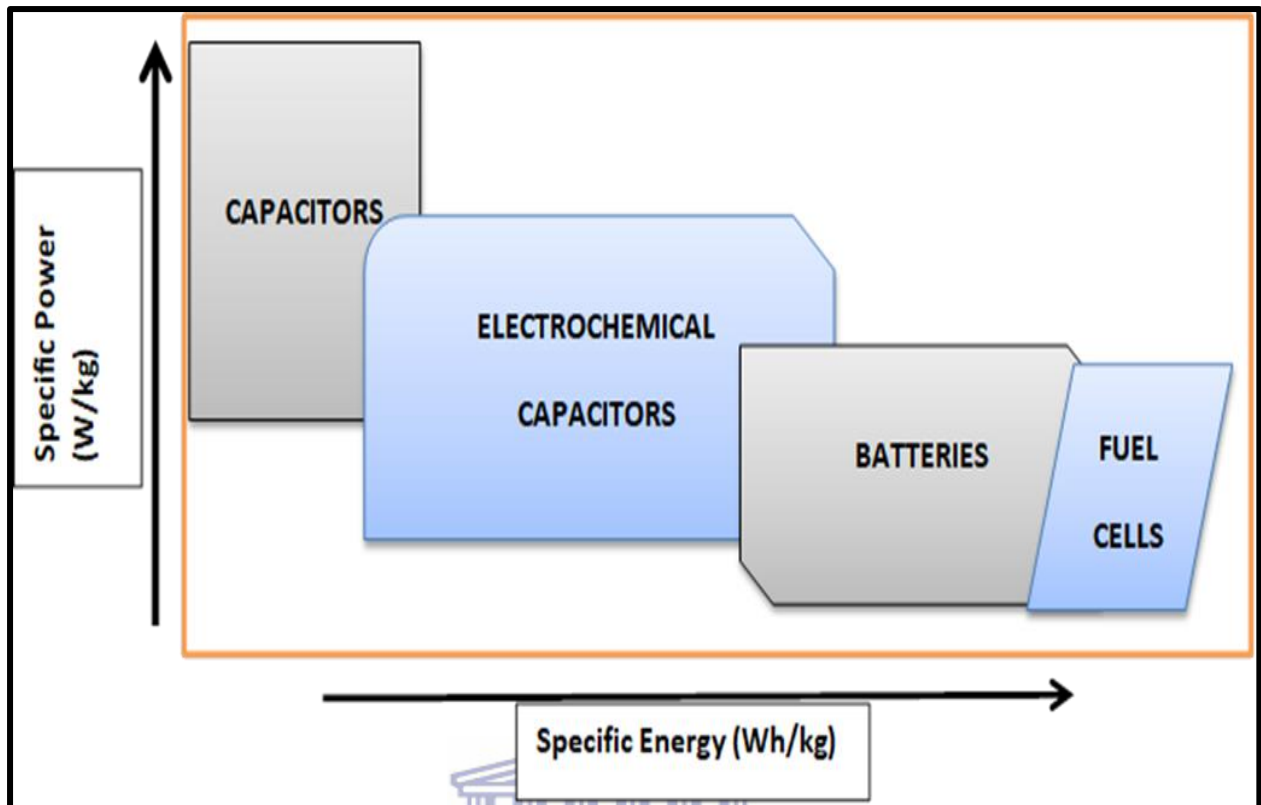 CAPACITORS
ELECTROCHEMICAL
CAPACITORS
BATTERIES
FUEL
CELLS
Specific Power
(W/kg)
Specific Energy (Wh/kg)